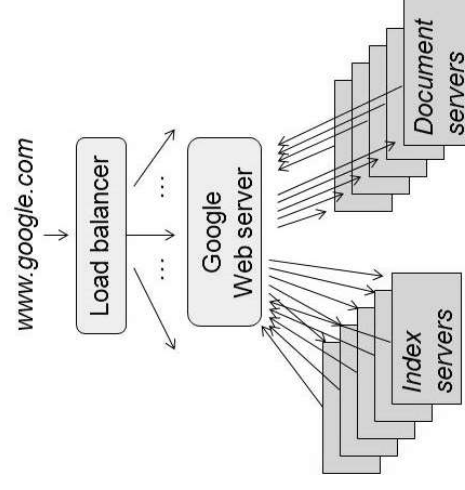 www.google.com
Load balancer
... ...
Google
Web server
Index
servers
Document
servers